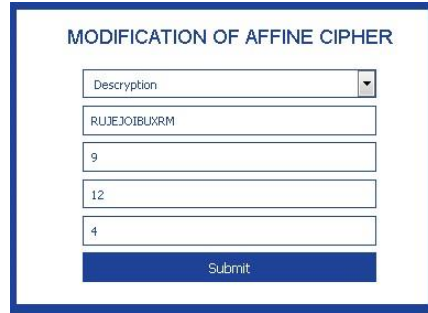 MODIFICATION OF AFFINE CIPHER
Descryption
RUJEJOIBUXRM
9
12
4
Submit